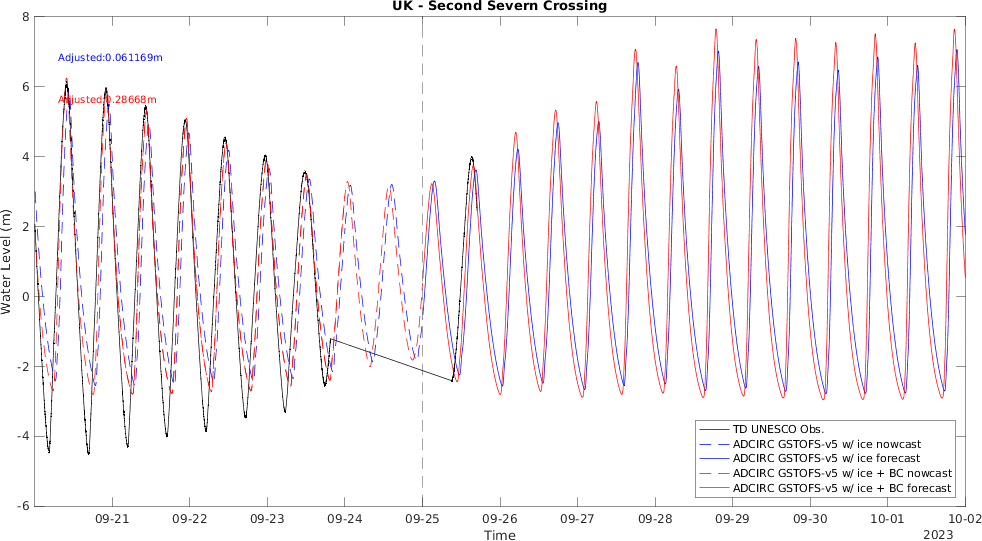 UK - Second Severn Crossing
8
6
4
2
0
-2
-4
-6
Water Level (m)
Adjusted:0.061169m
Adjusted:0.28668m
TD UNESCO Obs.
ADCIRC GSTOFS-v5 w/ ice nowcast
ADCIRC GSTOFS-v5 w/ ice forecast
ADCIRC GSTOFS-v5 w/ ice + BC nowcast
ADCIRC GSTOFS-v5 w/ ice + BC forecast
09-21 09-22 09-23 09-24 09-25 09-26 09-27 09-28 09-29 09-30 10-01 10-02
Time
2023